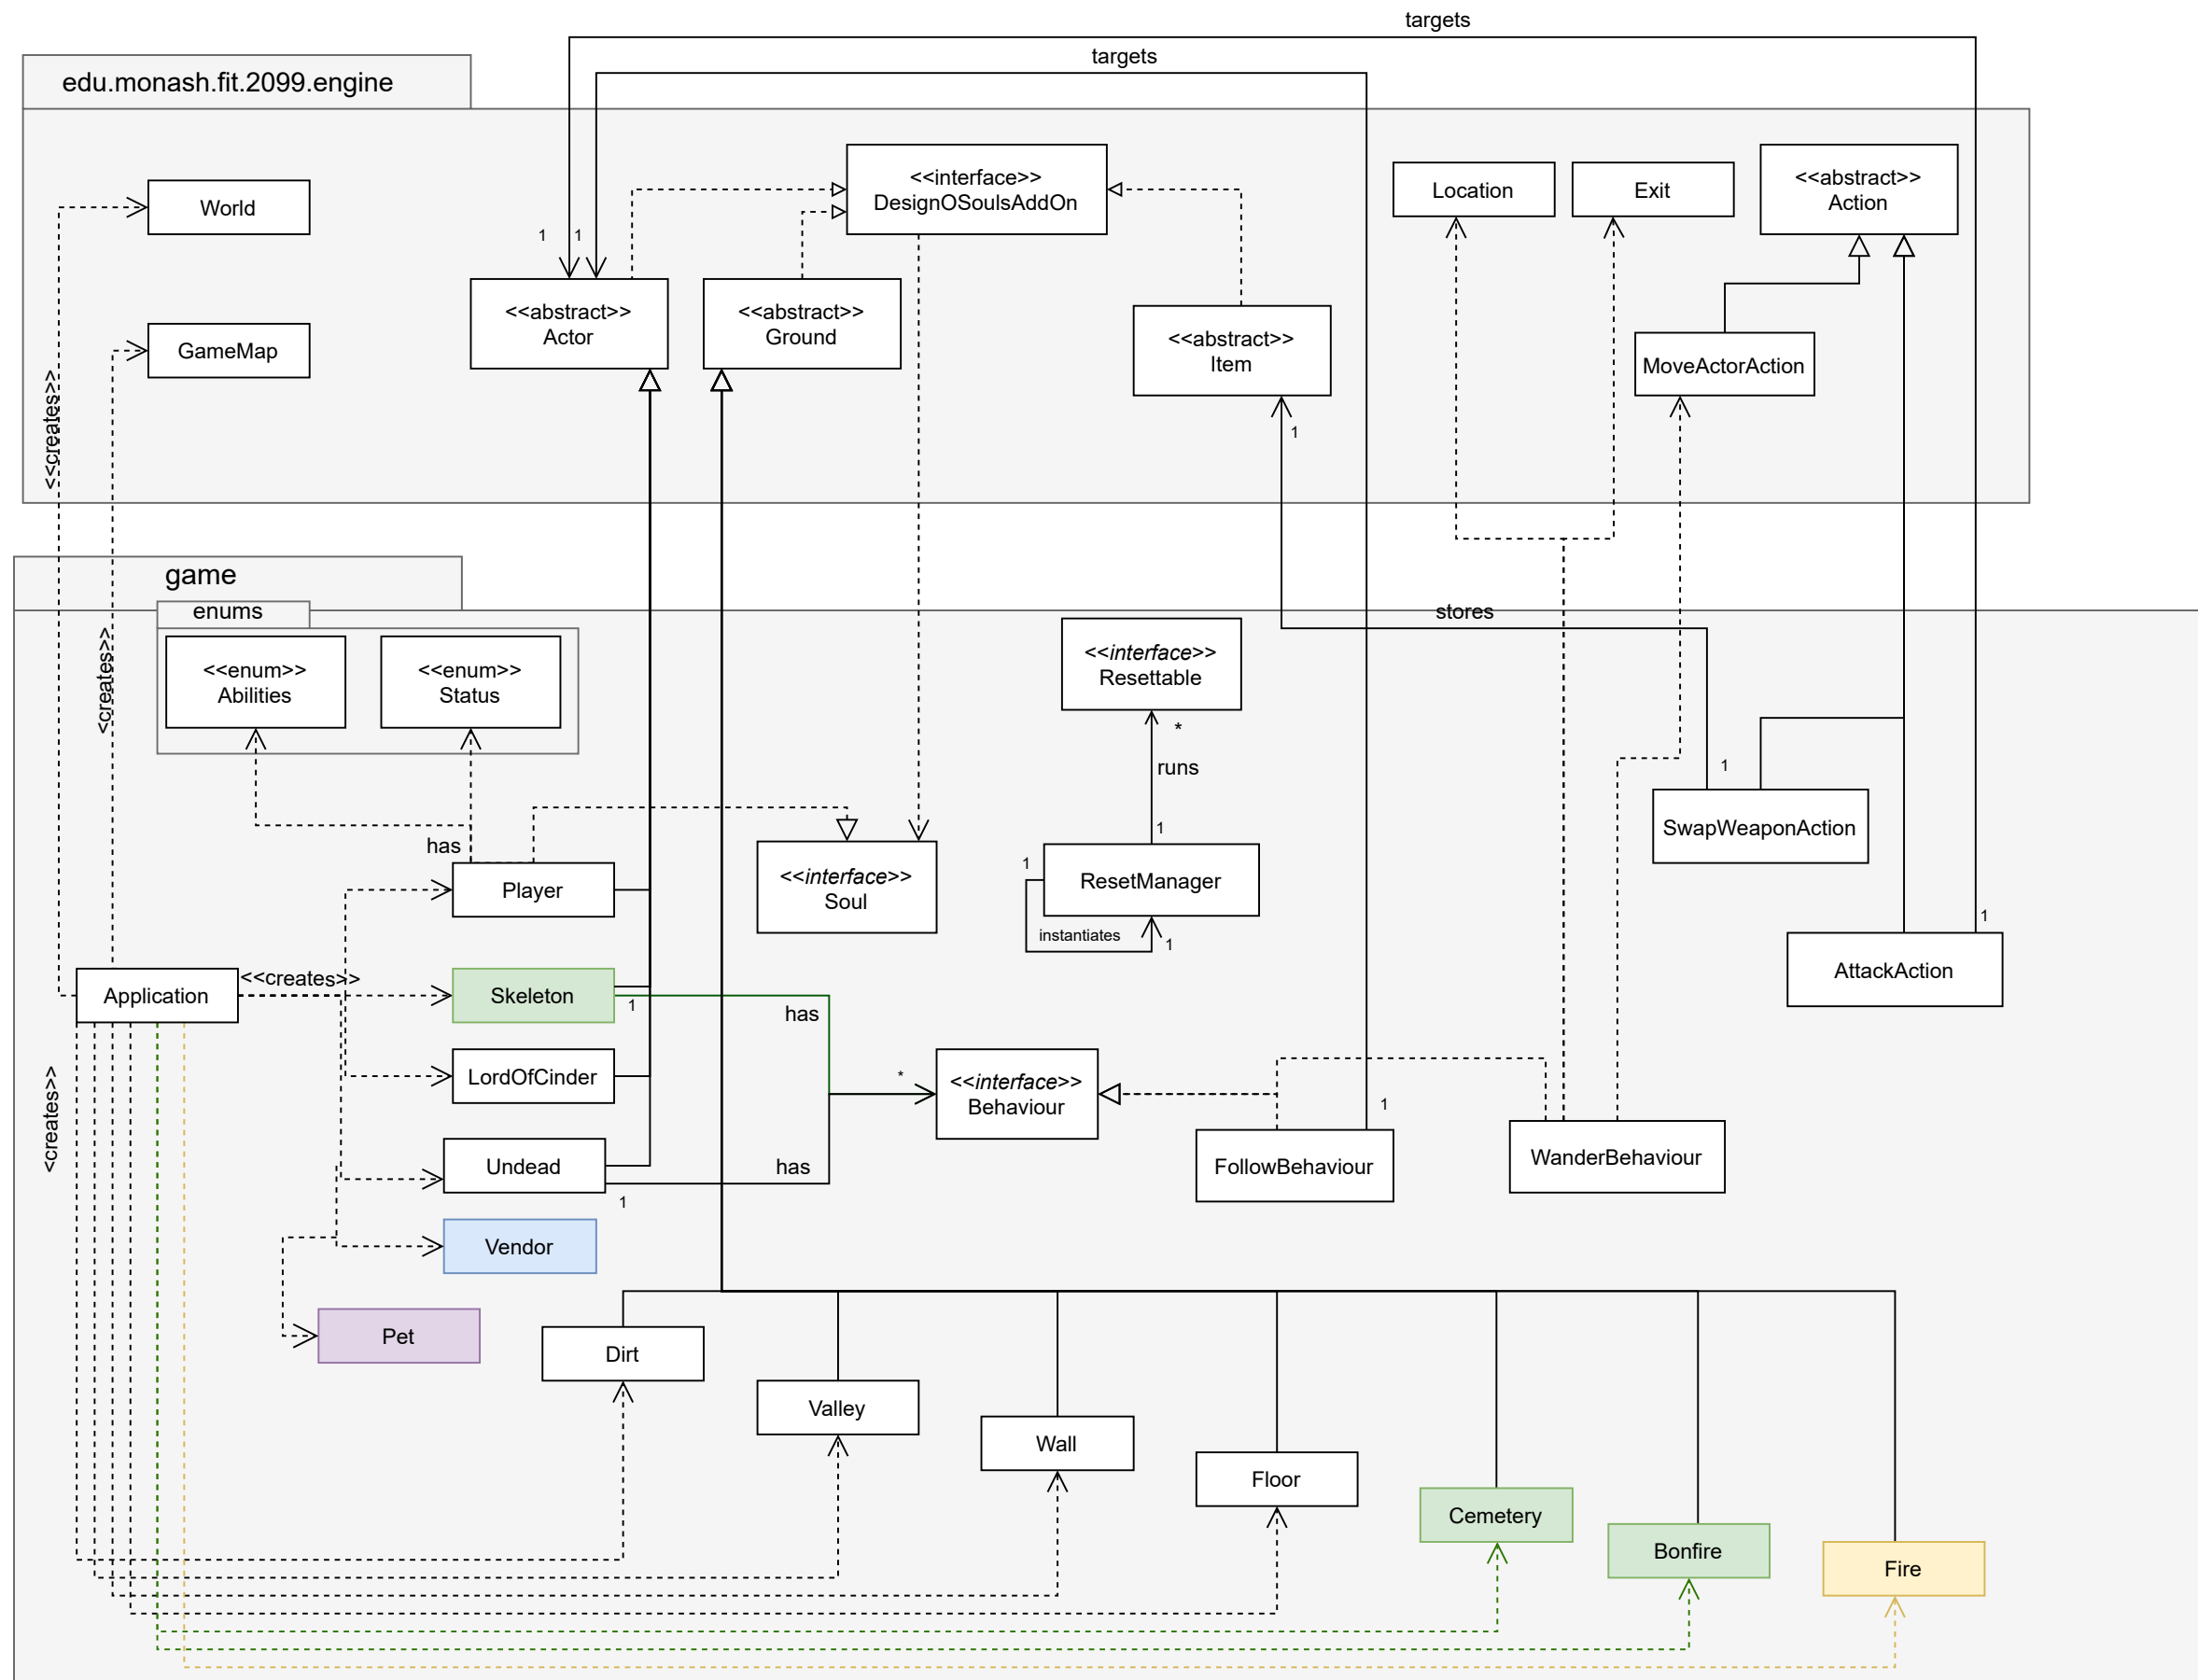 targets
targets
edu.monash.fit.2099.engine
<<interface>>
DesignOSoulsAddOn
Location
Exit
<<abstract>>
Action
World
1
1
<<abstract>>
Actor
<<abstract>>
Ground
<<abstract>>
Item
GameMap
MoveActorAction
<<creates>>
1
game
enums
stores
<<enum>>
Abilities
<<enum>>
Status
<<interface>>
Resettable
<<creates>>
*
runs
1
1
SwapWeaponAction
has
1
Player
<<interface>>
Soul
ResetManager
instantiates
1
1
Application
<<creates>>
Skeleton
1
has
AttackAction
LordOfCinder
*
<<interface>>
Behaviour
1
<creates>>
Undead
has
1
FollowBehaviour
WanderBehaviour
Vendor
Pet
Dirt
Valley
Wall
Floor
Cemetery
Bonfire
Fire